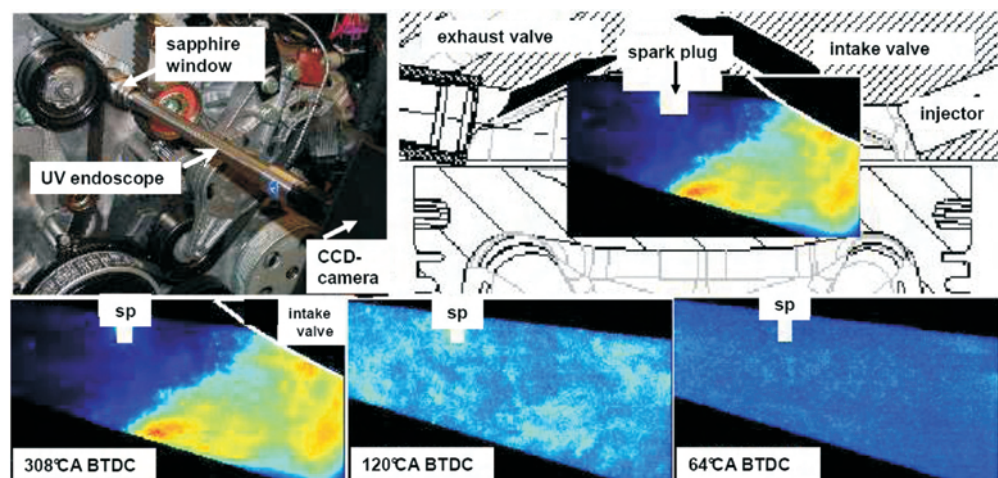 sapphire
window
UV endoscope
CCD-
camera
exhaust valve
spark plug
intake valve
injector
sp
intake
valve
308°CA BTDC
sp
120°CA BTDC
sp
64°CA BTDC